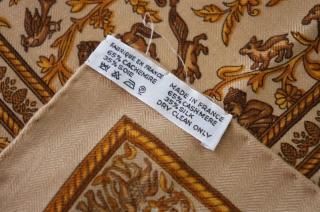 FABRIQUE EN FRANCE
65% CACHEMIRE
35% SOIE
MADE IN FRANCE
65% CASHMERE
35% SILK
DRY CLEAN ONLY